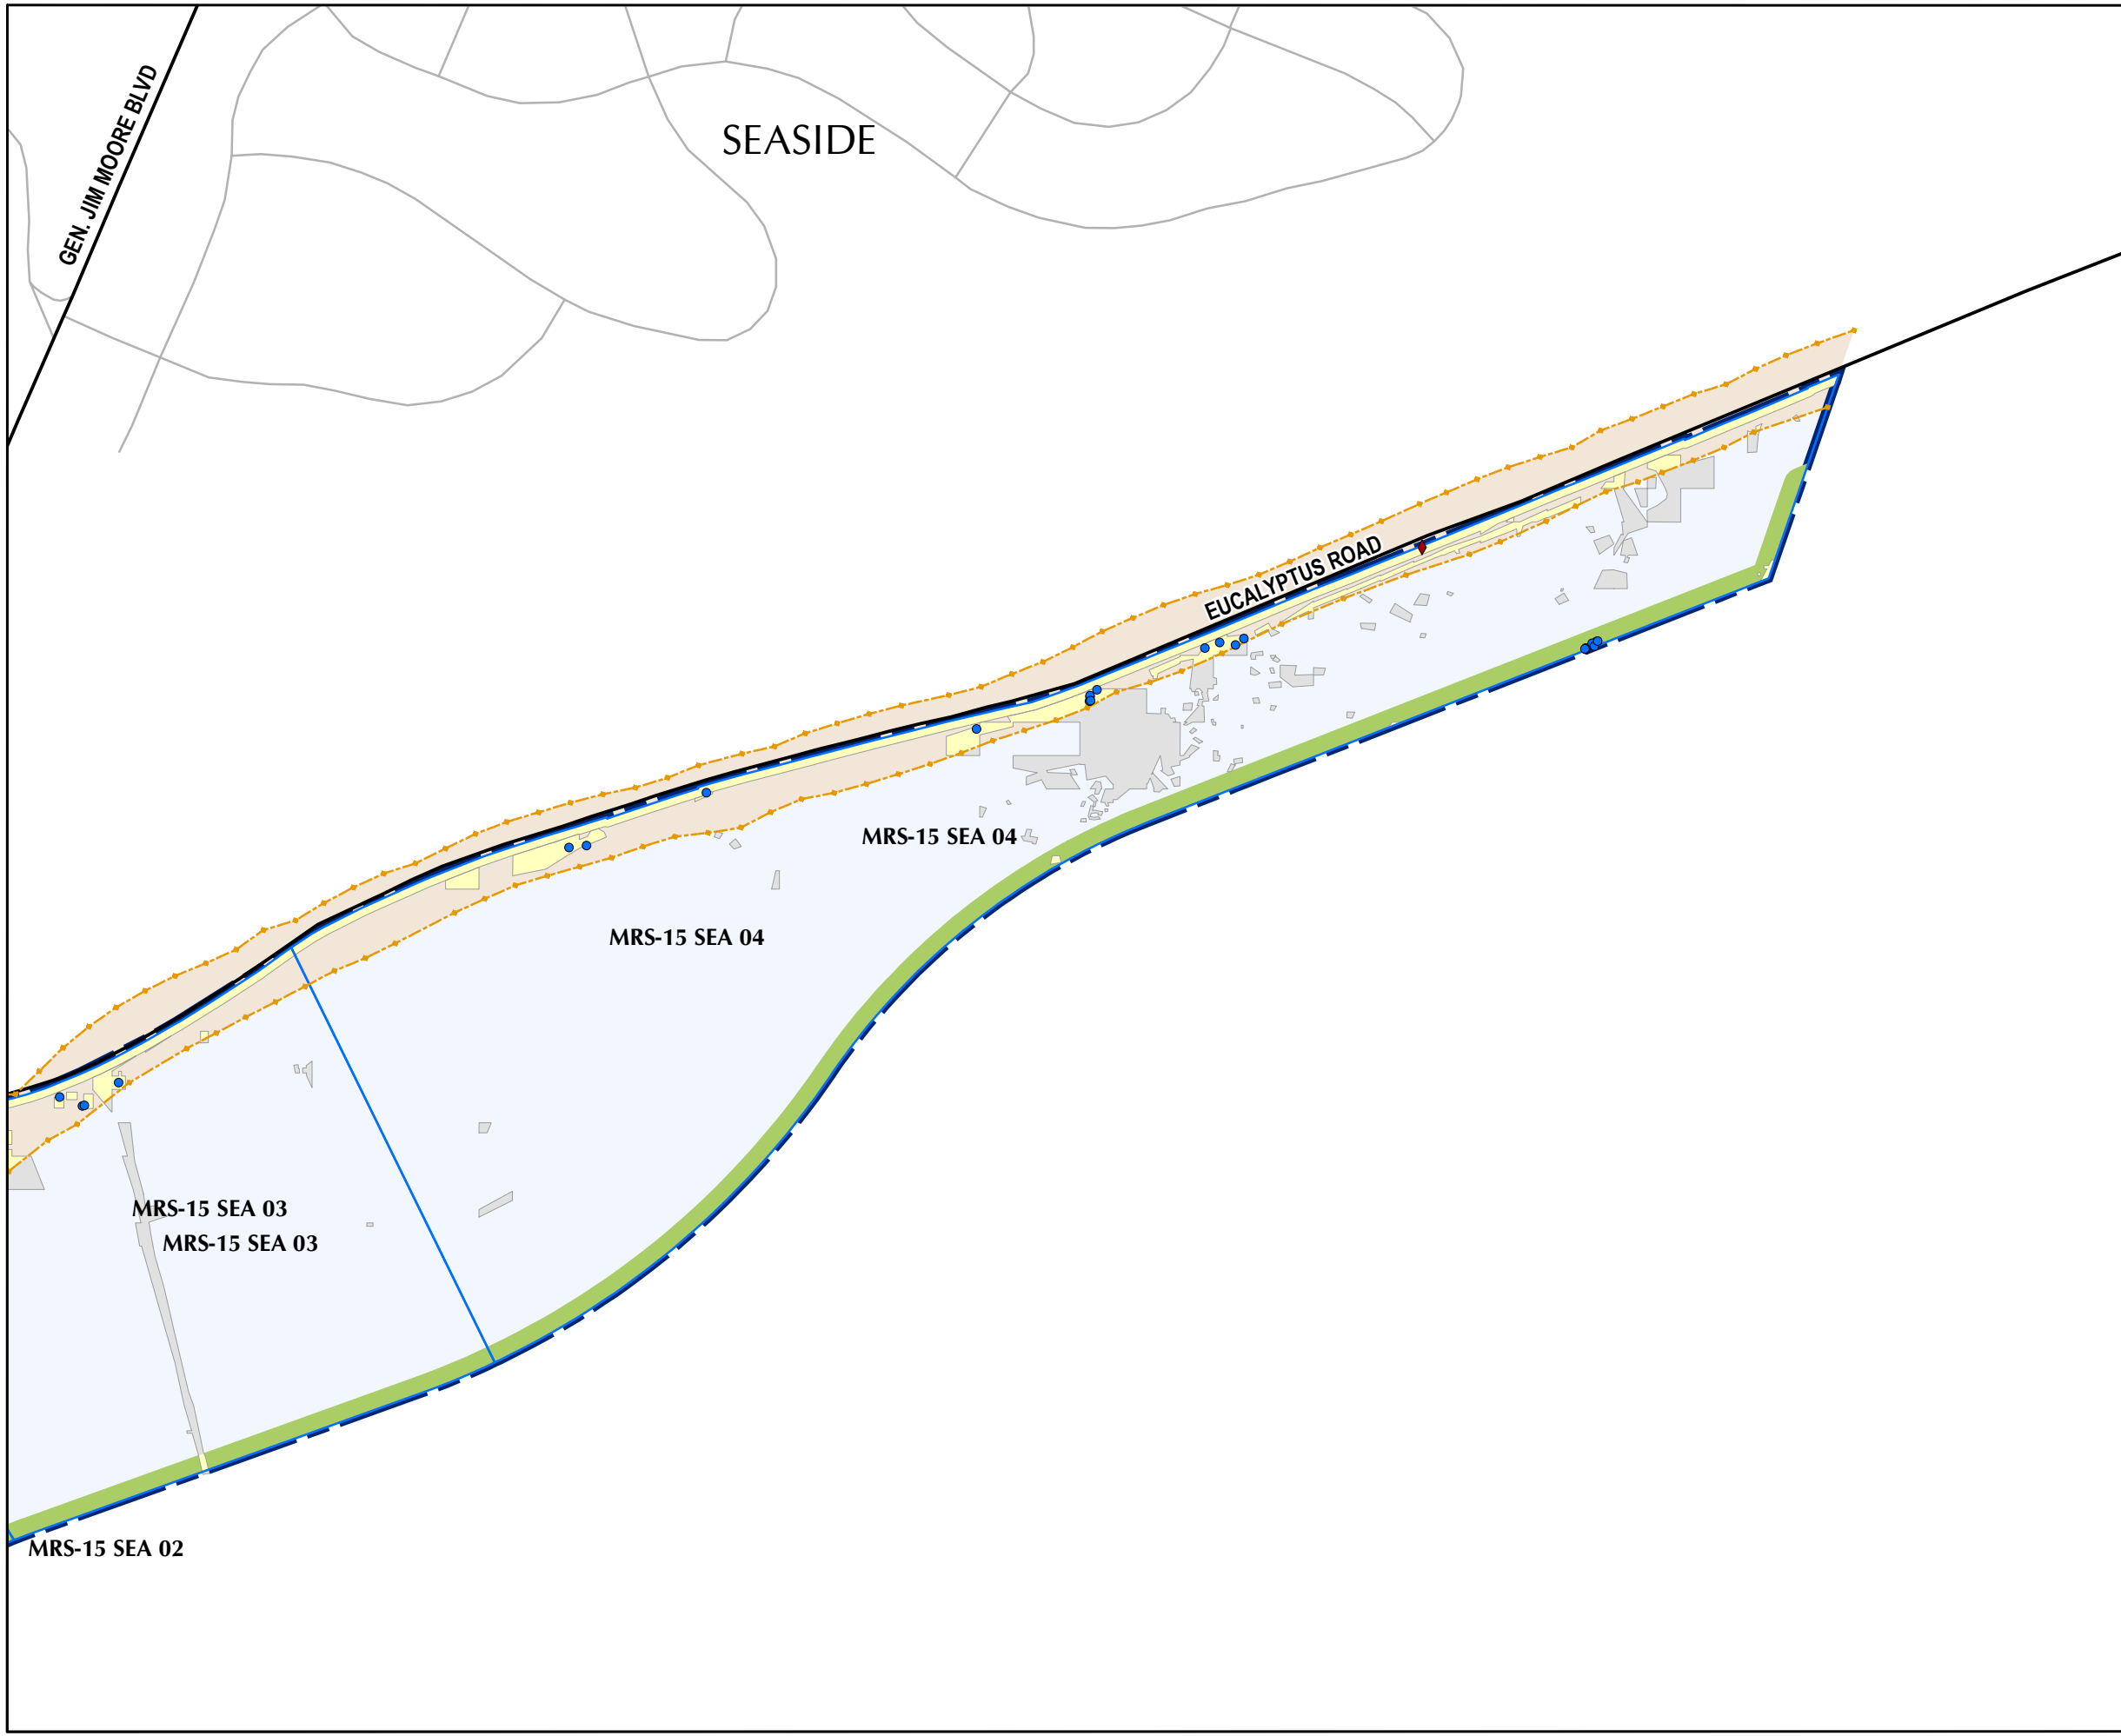 GEN. JIM MOORE BLVD
SEASIDE
EUCALYPTUS ROAD
MRS-15 SEA 04
MRS-15 SEA 04
MRS-15 SEA 03
MRS-15 SEA 03
MRS-15 SEA 02